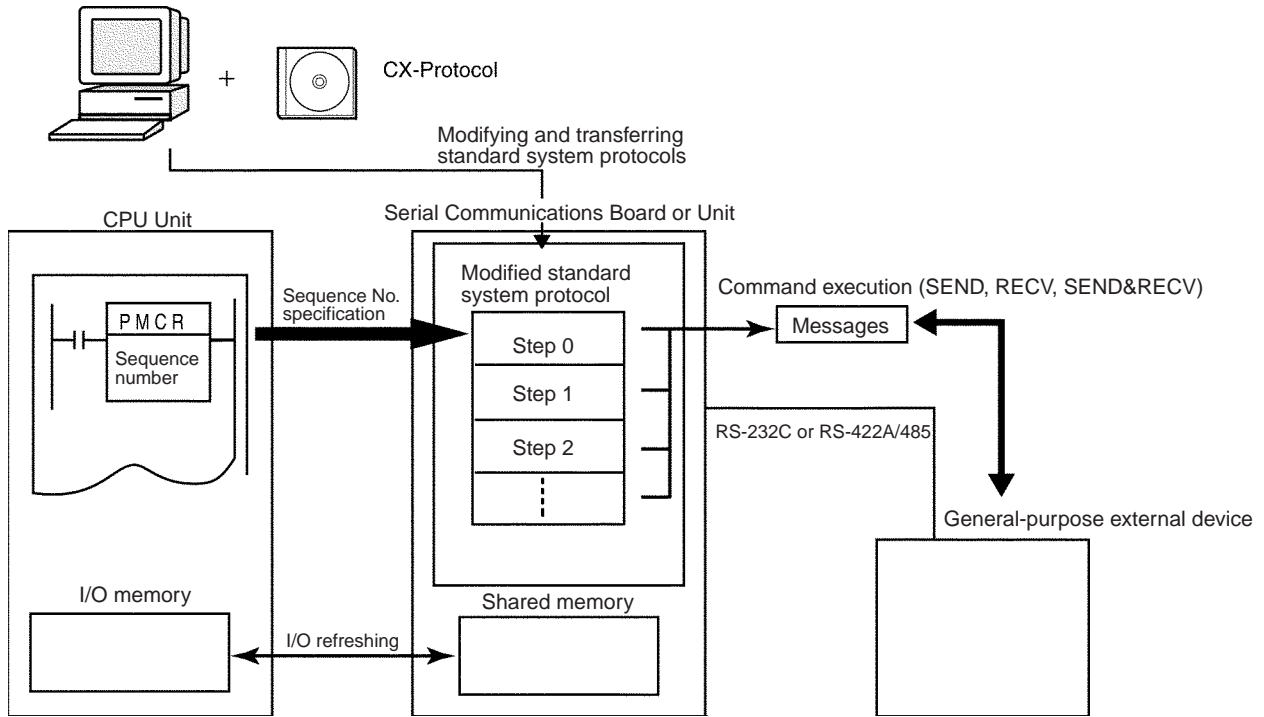 +
CX-Protocol
Modifying and transferring
standard system protocols
CPU Unit
Serial Communications Board or Unit
PMCR
Sequence
number
Sequence No.
specification
Modified standard
system protocol
Step 0
Step 1
Step 2
Command execution (SEND, RECV, SEND&RECV)
Messages
RS-232C or RS-422A/485
General-purpose external device
I/O memory
I/O refreshing
Shared memory